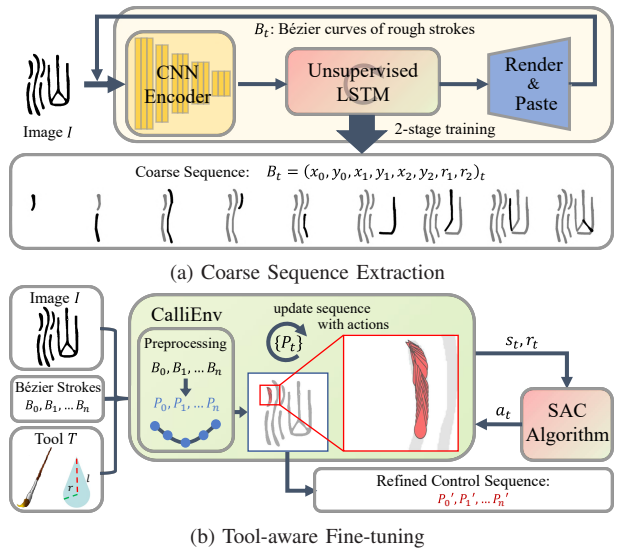 B_t: Bézier curves of rough strokes
CNN
Encoder
Unsupervised
LSTM
Render
&
Paste
Image I
2-stage training
Coarse Sequence: B_t = (x_0, y_0, x_1, y_1, x_2, y_2, r_1, r_2)_t
(a) Coarse Sequence Extraction
Image I
Bézier Strokes
B_0, B_1, … B_n
Tool T
r
l
CalliEnv
Preprocessing
B_0, B_1, … B_n
P_0, P_1, … P_n
update sequence
with actions
{P_t}
s_t, r_t
a_t
SAC
Algorithm
Refined Control Sequence:
P_0', P_1', … P_n'
(b) Tool-aware Fine-tuning